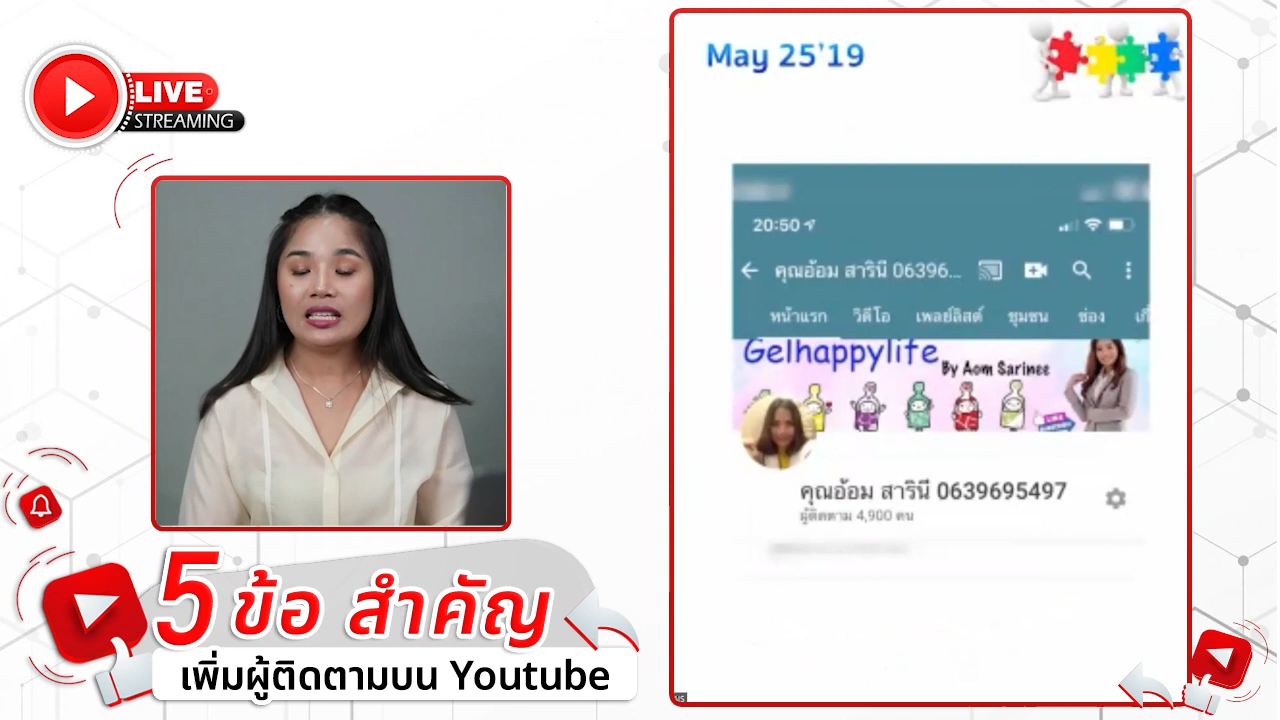 LIVE
STREAMING
May 25'19
20:50
คุณอ้อม สารินี 06396...
หน้าแรก วิดีโอ เพลย์ลิสต์ ชุมชน ช่อง เกี่
Gelhappylife
By Aom Sarinee
คุณอ้อม สารินี 0639695497
ผู้ติดตาม 4,900 คน
5 ข้อ สำคัญ
เพิ่มผู้ติดตามบน Youtube